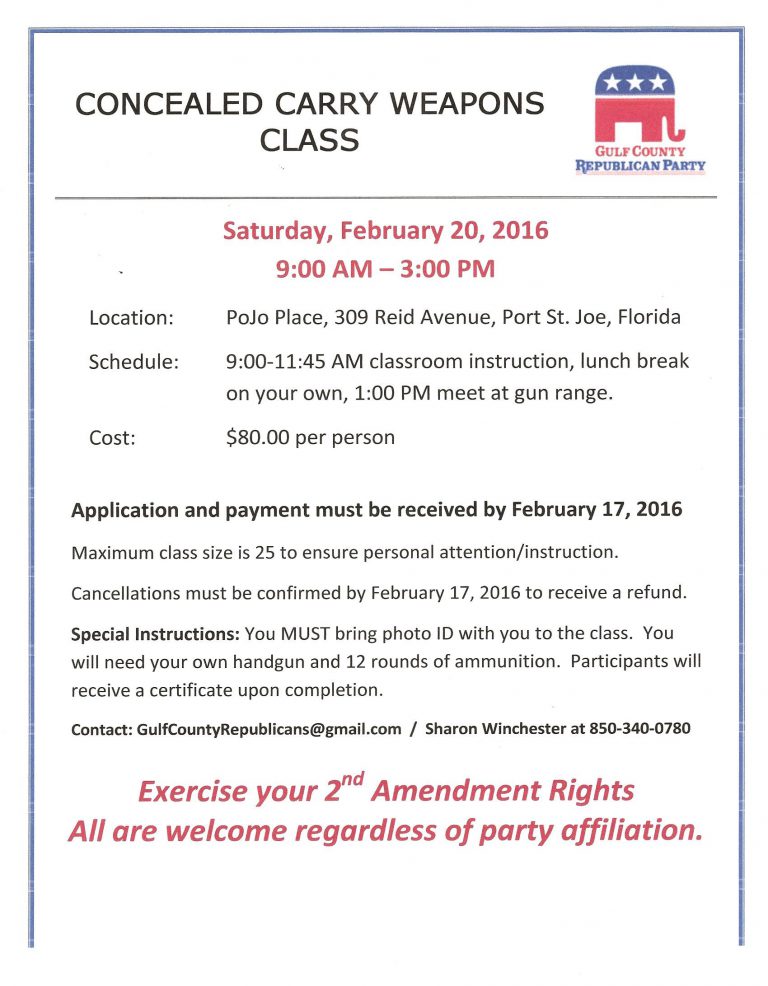 CONCEALED CARRY WEAPONS
CLASS
GULF COUNTY
REPUBLICAN PARTY
Saturday, February 20, 2016
9:00 AM – 3:00 PM
Location: PoJo Place, 309 Reid Avenue, Port St. Joe, Florida
Schedule: 9:00-11:45 AM classroom instruction, lunch break
on your own, 1:00 PM meet at gun range.
Cost: $80.00 per person
Application and payment must be received by February 17, 2016
Maximum class size is 25 to ensure personal attention/instruction.
Cancellations must be confirmed by February 17, 2016 to receive a refund.
Special Instructions: You MUST bring photo ID with you to the class. You
will need your own handgun and 12 rounds of ammunition. Participants will
receive a certificate upon completion.
Contact: GulfCountyRepublicans@gmail.com / Sharon Winchester at 850-340-0780
Exercise your 2nd Amendment Rights
All are welcome regardless of party affiliation.